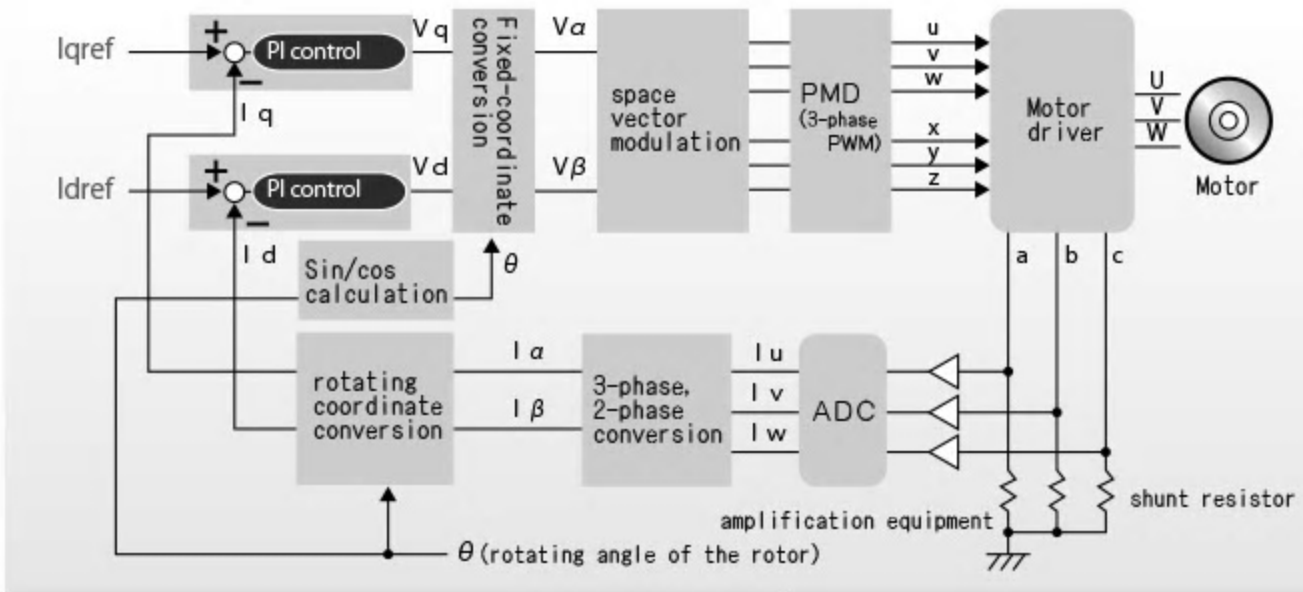 Iqref
+
−
PI control
Vq
Fixed-coordinate
conversion
Vα
space
vector
modulation
PMD
(3-phase
PWM)
u
v
w
x
y
z
Motor
driver
U
V
W
Motor
I q
Idref
+
−
PI control
Vd
Vβ
I d
Sin/cos
calculation
θ
a
b
c
rotating
coordinate
conversion
I α
I β
3-phase,
2-phase
conversion
I u
I v
I w
ADC
shunt resistor
amplification equipment
θ (rotating angle of the rotor)